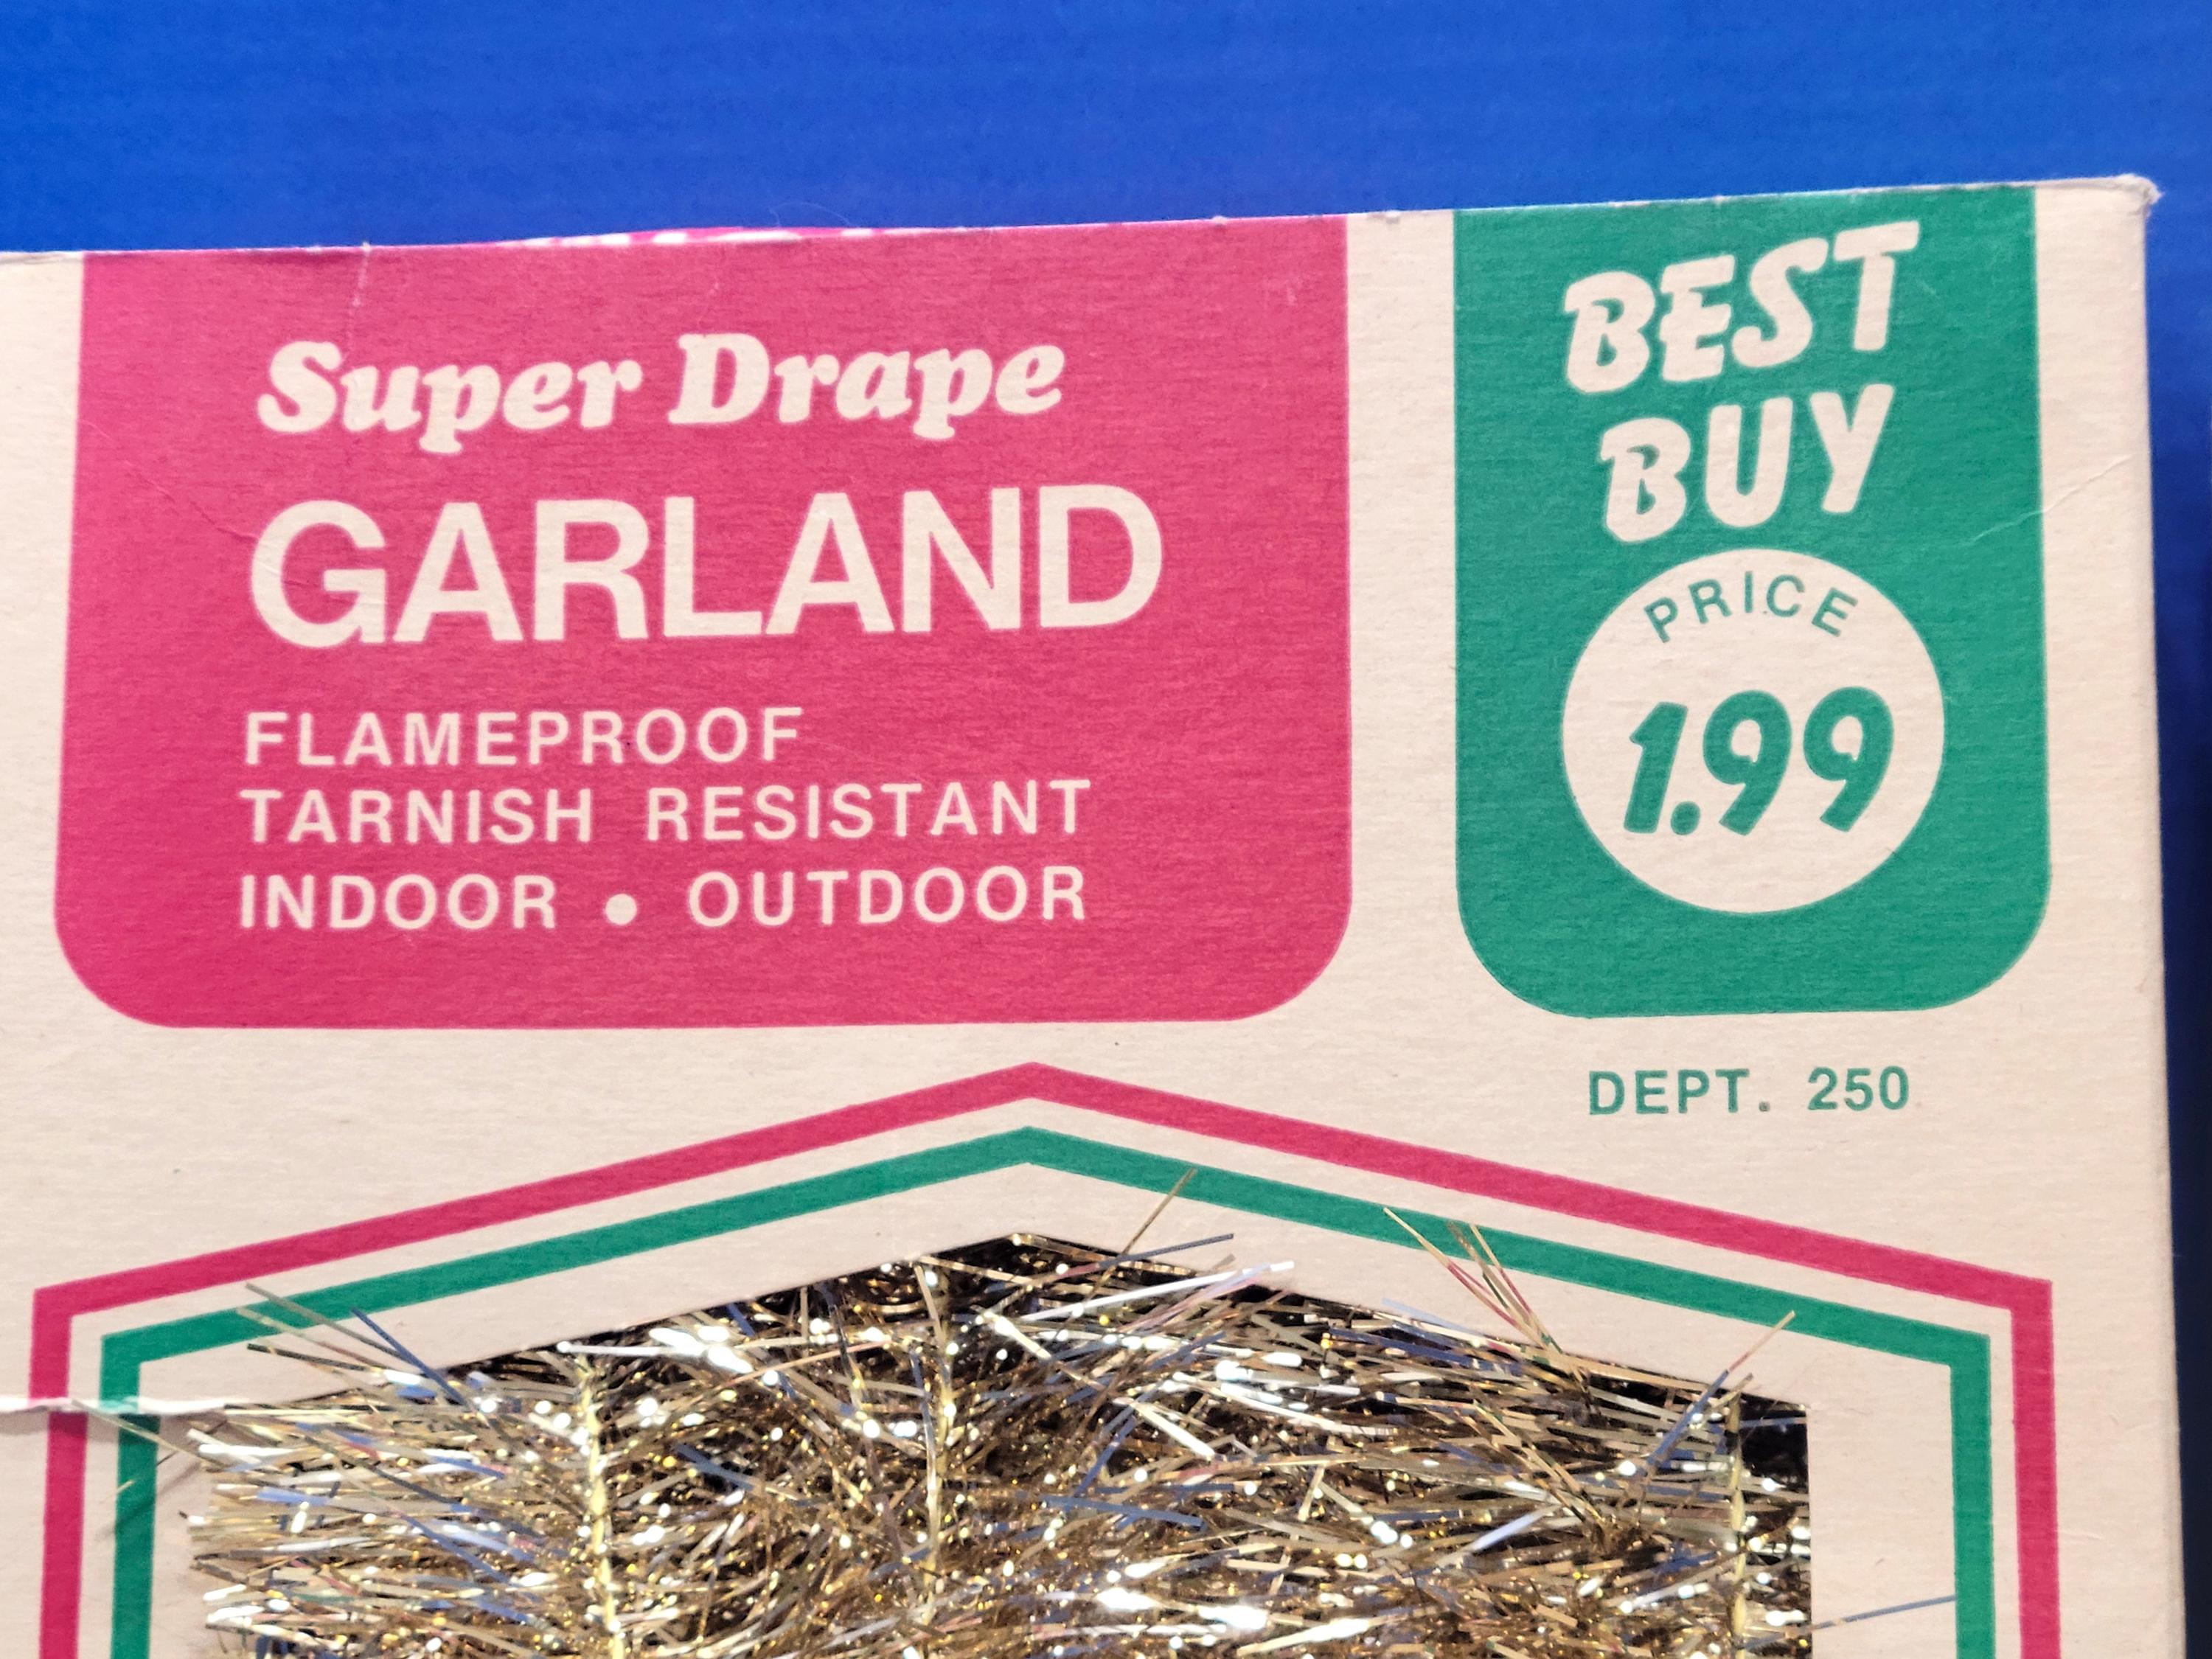 Super Drape
GARLAND
FLAMEPROOF
TARNISH RESISTANT
INDOOR • OUTDOOR
BEST
BUY
PRICE
1.99
DEPT. 250